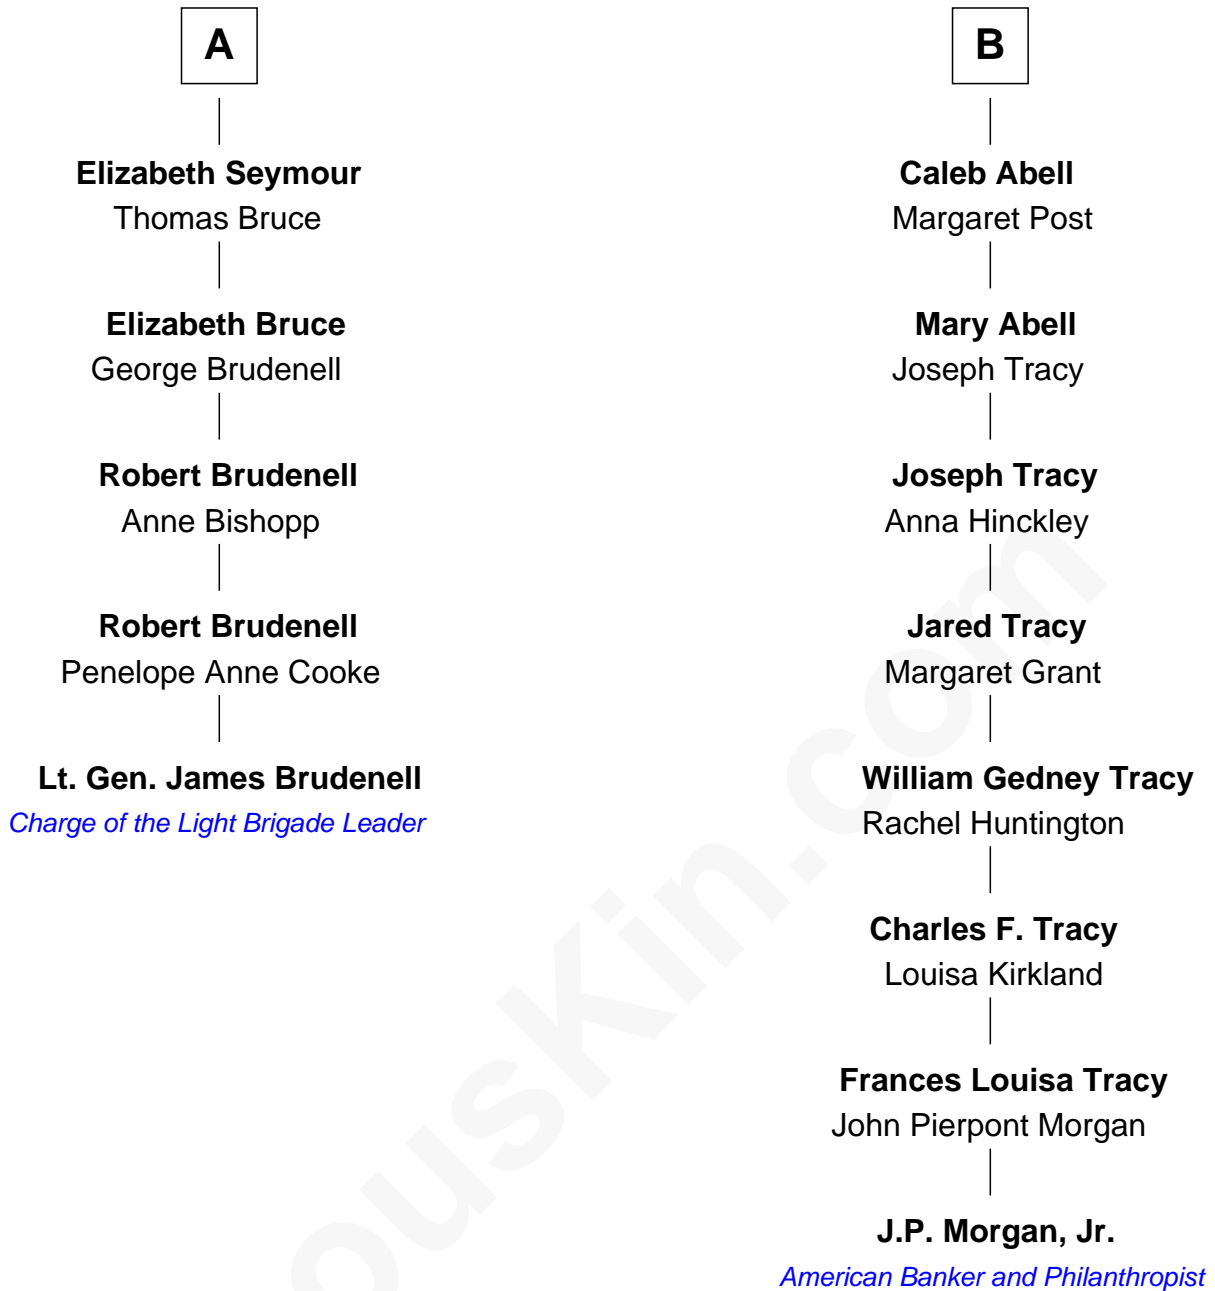 A
Elizabeth Seymour
Thomas Bruce
Elizabeth Bruce
George Brudenell
Robert Brudenell
Anne Bishopp
Robert Brudenell
Penelope Anne Cooke
Lt. Gen. James Brudenell
Charge of the Light Brigade Leader
B
Caleb Abell
Margaret Post
Mary Abell
Joseph Tracy
Joseph Tracy
Anna Hinckley
Jared Tracy
Margaret Grant
William Gedney Tracy
Rachel Huntington
Charles F. Tracy
Louisa Kirkland
Frances Louisa Tracy
John Pierpont Morgan
J.P. Morgan, Jr.
American Banker and Philanthropist
ousKin.com